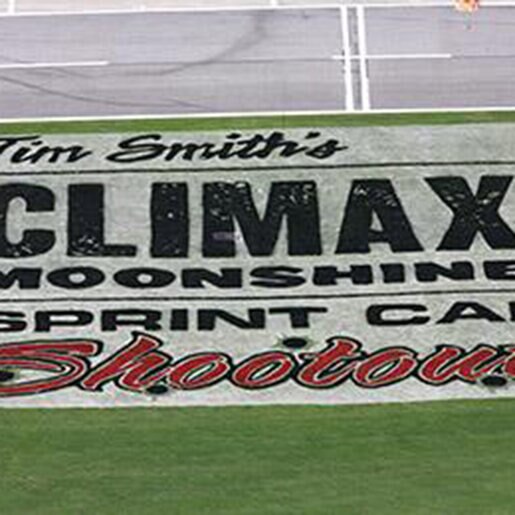 Tim Smith's
CLIMAX
MOONSHINE
SPRINT CA
Shootou